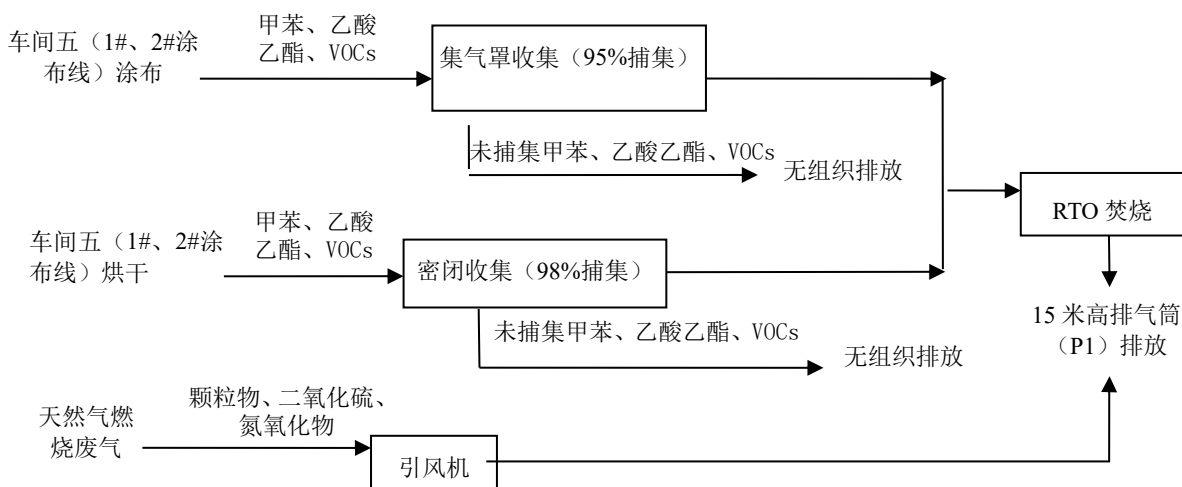 车间五（1#、2#涂
布线）涂布
甲苯、乙酸
乙酯、VOCs
集气罩收集（95%捕集）
未捕集甲苯、乙酸乙酯、VOCs
无组织排放
车间五（1#、2#涂
布线）烘干
甲苯、乙酸
乙酯、VOCs
密闭收集（98%捕集）
未捕集甲苯、乙酸乙酯、VOCs
无组织排放
RTO 焚烧
15 米高排气筒
（P1）排放
天然气燃
烧废气
颗粒物、二氧化硫、
氮氧化物
引风机